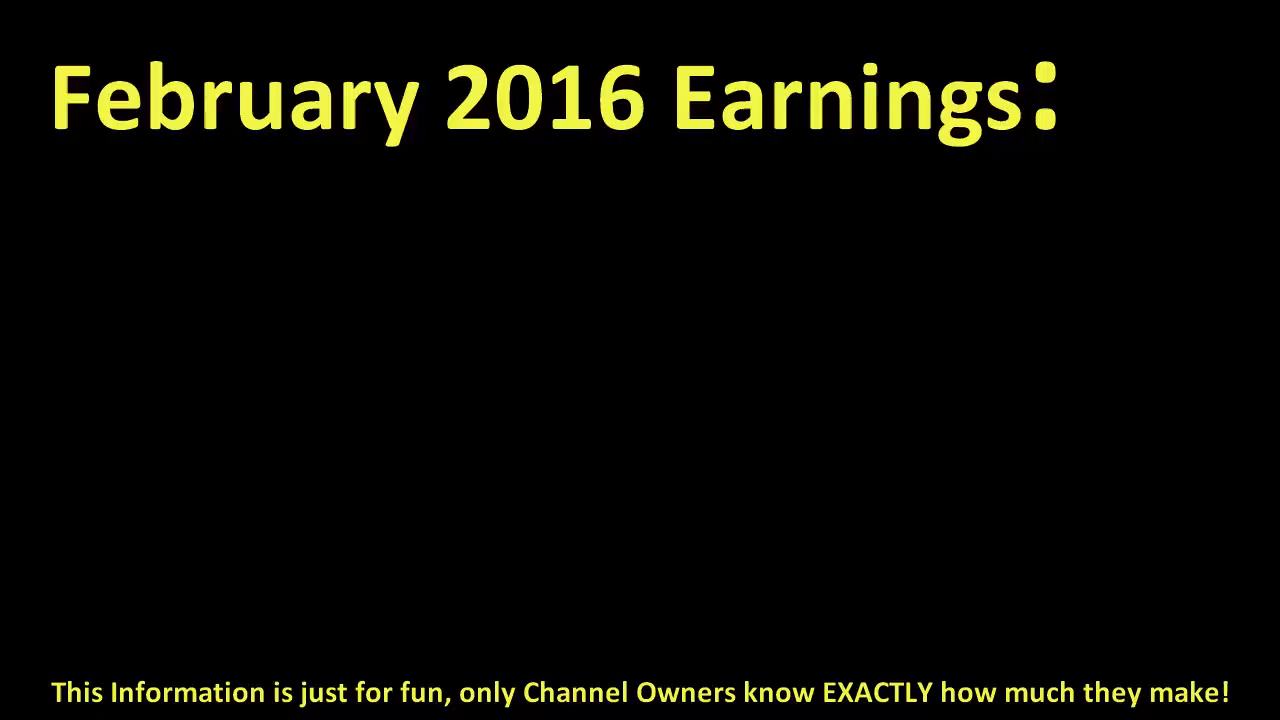 February 2016 Earnings:
This Information is just for fun, only Channel Owners know EXACTLY how much they make!